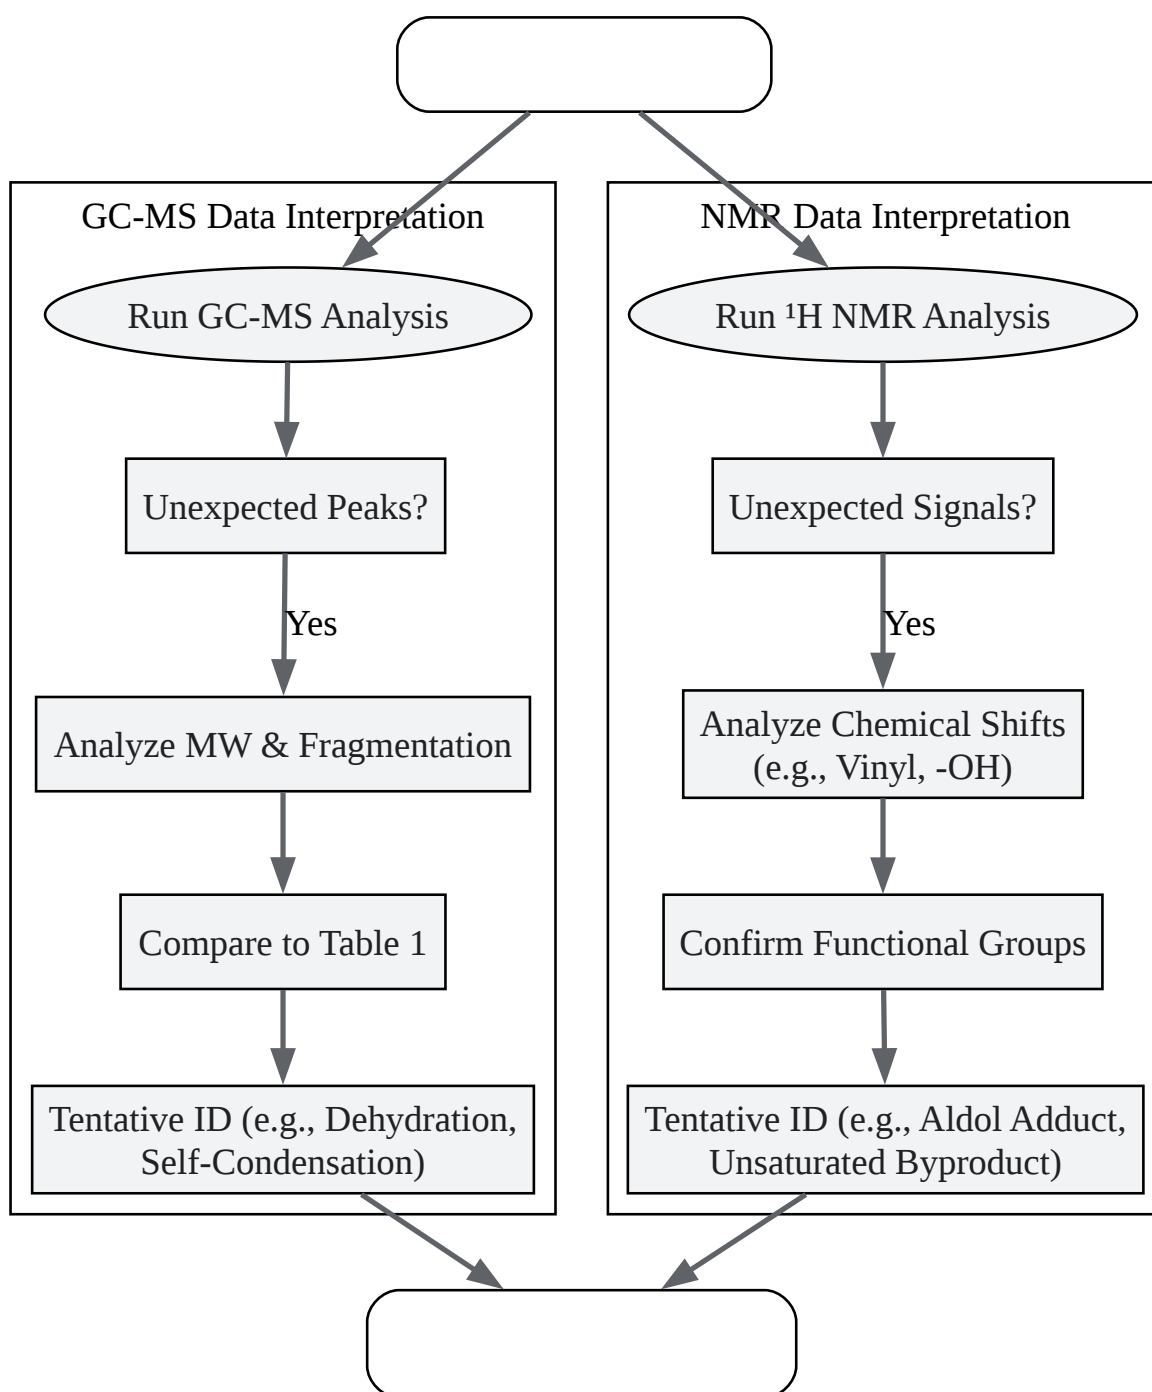 GC-MS Data Interpretation
Run GC-MS Analysis
Unexpected Peaks?
Yes
Analyze MW & Fragmentation
Compare to Table 1
Tentative ID (e.g., Dehydration,
Self-Condensation)
NMR Data Interpretation
Run ¹H NMR Analysis
Unexpected Signals?
Yes
Analyze Chemical Shifts
(e.g., Vinyl, -OH)
Confirm Functional Groups
Tentative ID (e.g., Aldol Adduct,
Unsaturated Byproduct)